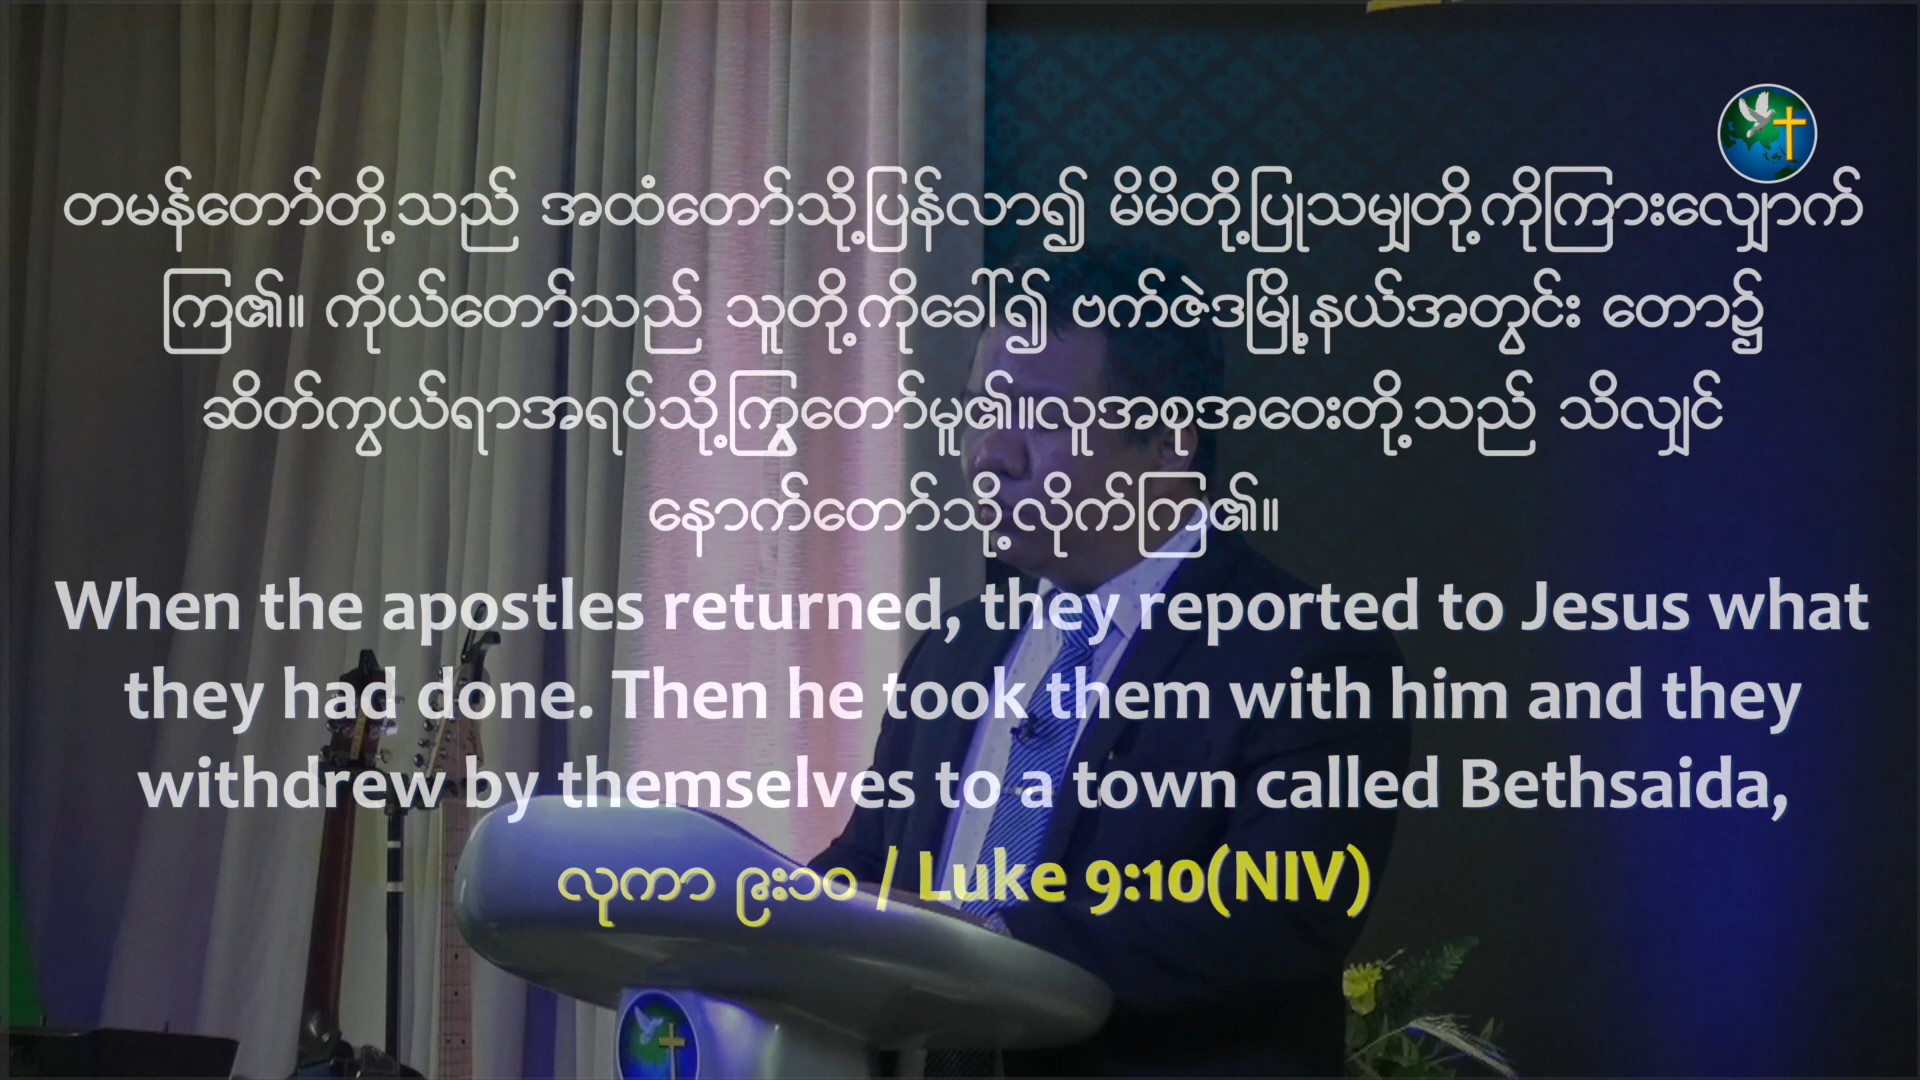 တမန်တော်တို့သည် အထံတော်သို့ပြန်လာ၍ မိမိတို့ပြုသမျှတို့ကိုကြားလျှောက်
ကြ၏။ ကိုယ်တော်သည် သူတို့ကိုခေါ်၍ ဗက်ဇဲဒမြို့နယ်အတွင်း တော၌
ဆိတ်ကွယ်ရာအရပ်သို့ကြွတော်မူ၏။လူအစုအဝေးတို့သည် သိလျှင်
နောက်တော်သို့လိုက်ကြ၏။
When the apostles returned, they reported to Jesus what
they had done. Then he took them with him and they
withdrew by themselves to a town called Bethsaida,
လုကာ ၉း၁၀ / Luke 9:10(NIV)